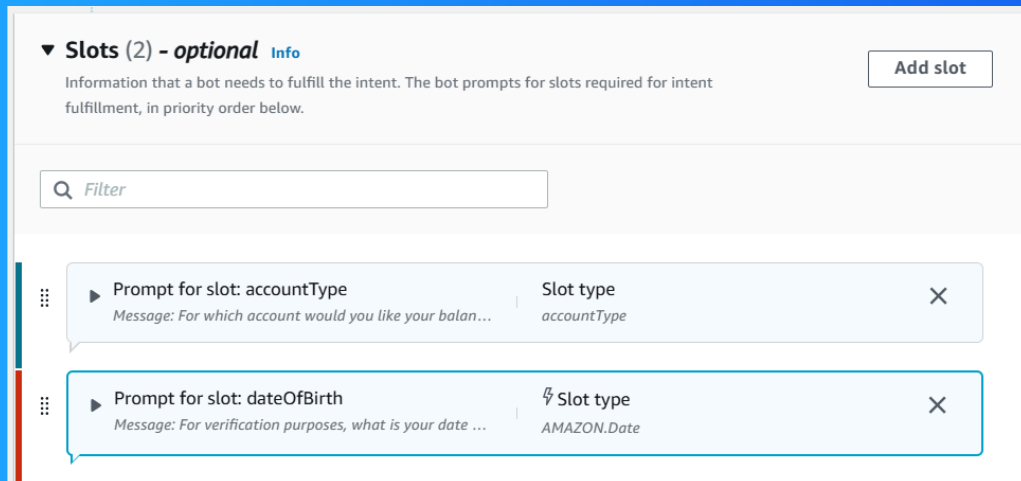 Slots (2) - optional Info
Add slot
Information that a bot needs to fulfill the intent. The bot prompts for slots required for intent
fulfillment, in priority order below.
Filter
Prompt for slot: accountType
Message: For which account would you like your balan...
Slot type
accountType
Prompt for slot: dateOfBirth
Message: For verification purposes, what is your date ...
Slot type
AMAZON.Date